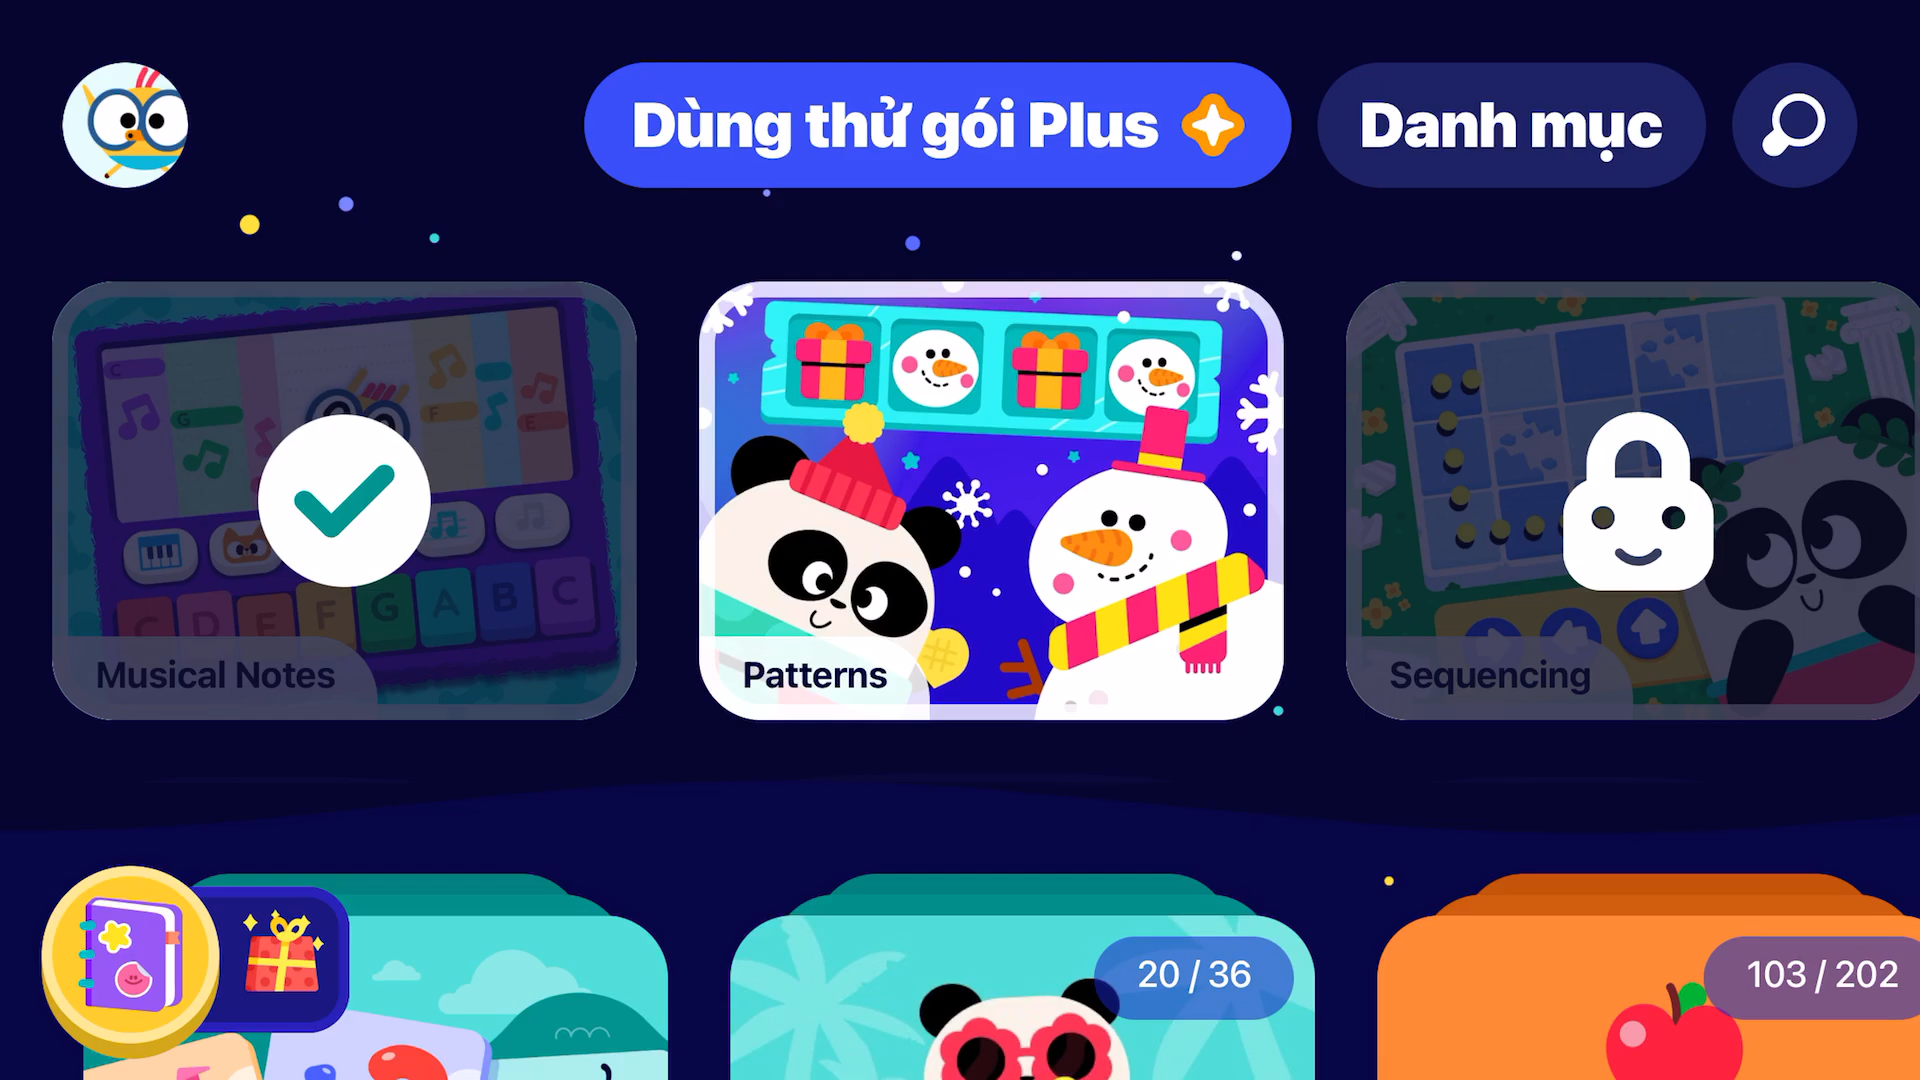 Dùng thử gói Plus
Danh mục
C
G
F
E
C D E F G A B C
Musical Notes
Patterns
Sequencing
20 / 36
103 / 202